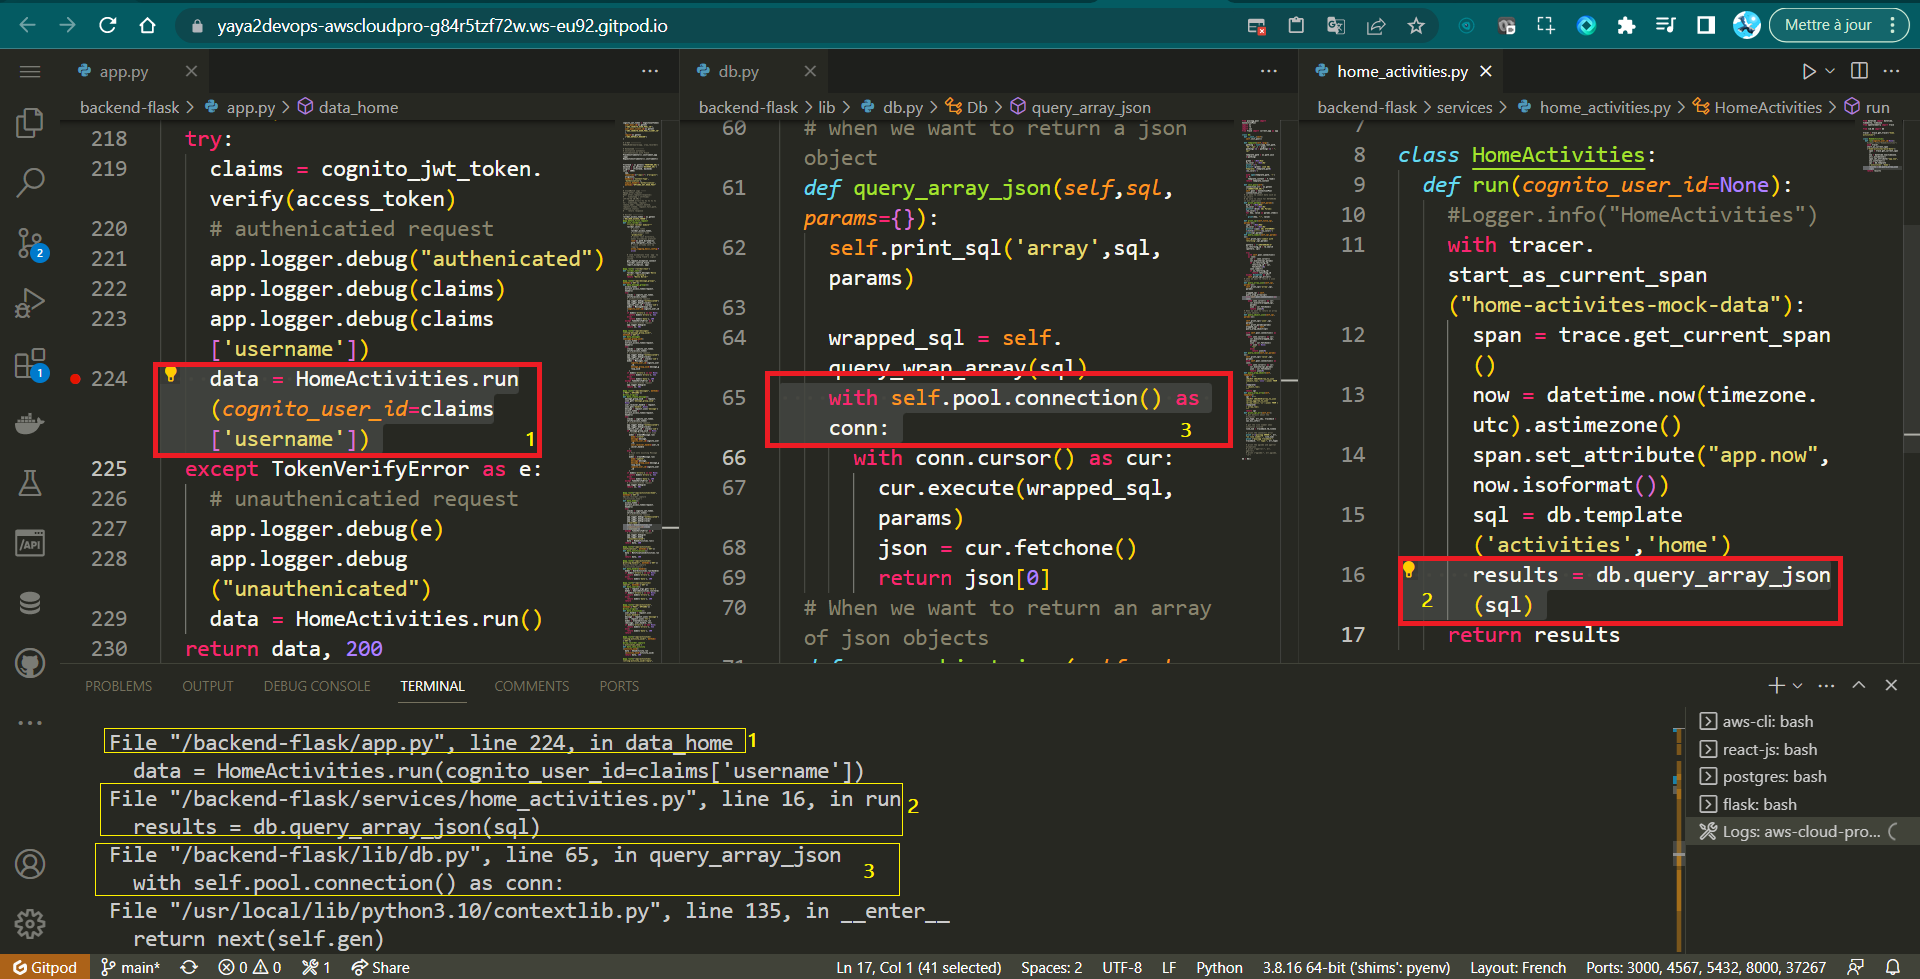 yaya2devops-awscloudpro-g84r5tzf72w.ws-eu92.gitpod.io
Mettre à jour
app.py
backend-flask > app.py > data_home
218 try:
219 claims = cognito_jwt_token.
verify(access_token)
220 # authenicatied request
221 app.logger.debug("authenicated")
222 app.logger.debug(claims)
223 app.logger.debug(claims
['username'])
224 data = HomeActivities.run
(cognito_user_id=claims
['username']) 1
225 except TokenVerifyError as e:
226 # unauthenicatied request
227 app.logger.debug(e)
228 app.logger.debug
("unauthenicated")
229 data = HomeActivities.run()
230 return data, 200
db.py
backend-flask > lib > db.py > Db > query_array_json
60 # when we want to return a json
object
61 def query_array_json(self,sql,
params={}):
62 self.print_sql('array',sql,
params)
63
64 wrapped_sql = self.
query_wrap_array(sql)
65 with self.pool.connection() as
conn: 3
66 with conn.cursor() as cur:
67 cur.execute(wrapped_sql,
params)
68 json = cur.fetchone()
69 return json[0]
70 # When we want to return an array
of json objects
home_activities.py
backend-flask > services > home_activities.py > HomeActivities > run
7
8 class HomeActivities:
9 def run(cognito_user_id=None):
10 #Logger.info("HomeActivities")
11 with tracer.
start_as_current_span
("home-activites-mock-data"):
12 span = trace.get_current_span
()
13 now = datetime.now(timezone.
utc).astimezone()
14 span.set_attribute("app.now",
now.isoformat())
15 sql = db.template
('activities','home')
16 results = db.query_array_json
2 (sql)
17 return results
PROBLEMS OUTPUT DEBUG CONSOLE TERMINAL COMMENTS PORTS
File "/backend-flask/app.py", line 224, in data_home 1
data = HomeActivities.run(cognito_user_id=claims['username'])
File "/backend-flask/services/home_activities.py", line 16, in run 2
results = db.query_array_json(sql)
File "/backend-flask/lib/db.py", line 65, in query_array_json
with self.pool.connection() as conn: 3
File "/usr/local/lib/python3.10/contextlib.py", line 135, in __enter__
return next(self.gen)
aws-cli: bash
react-js: bash
postgres: bash
flask: bash
Logs: aws-cloud-pro...
2
1
/API
Gitpod main* 0 0 1 Share Ln 17, Col 1 (41 selected) Spaces: 2 UTF-8 LF Python 3.8.16 64-bit ('shims': pyenv) Layout: French Ports: 3000, 4567, 5432, 8000, 37267